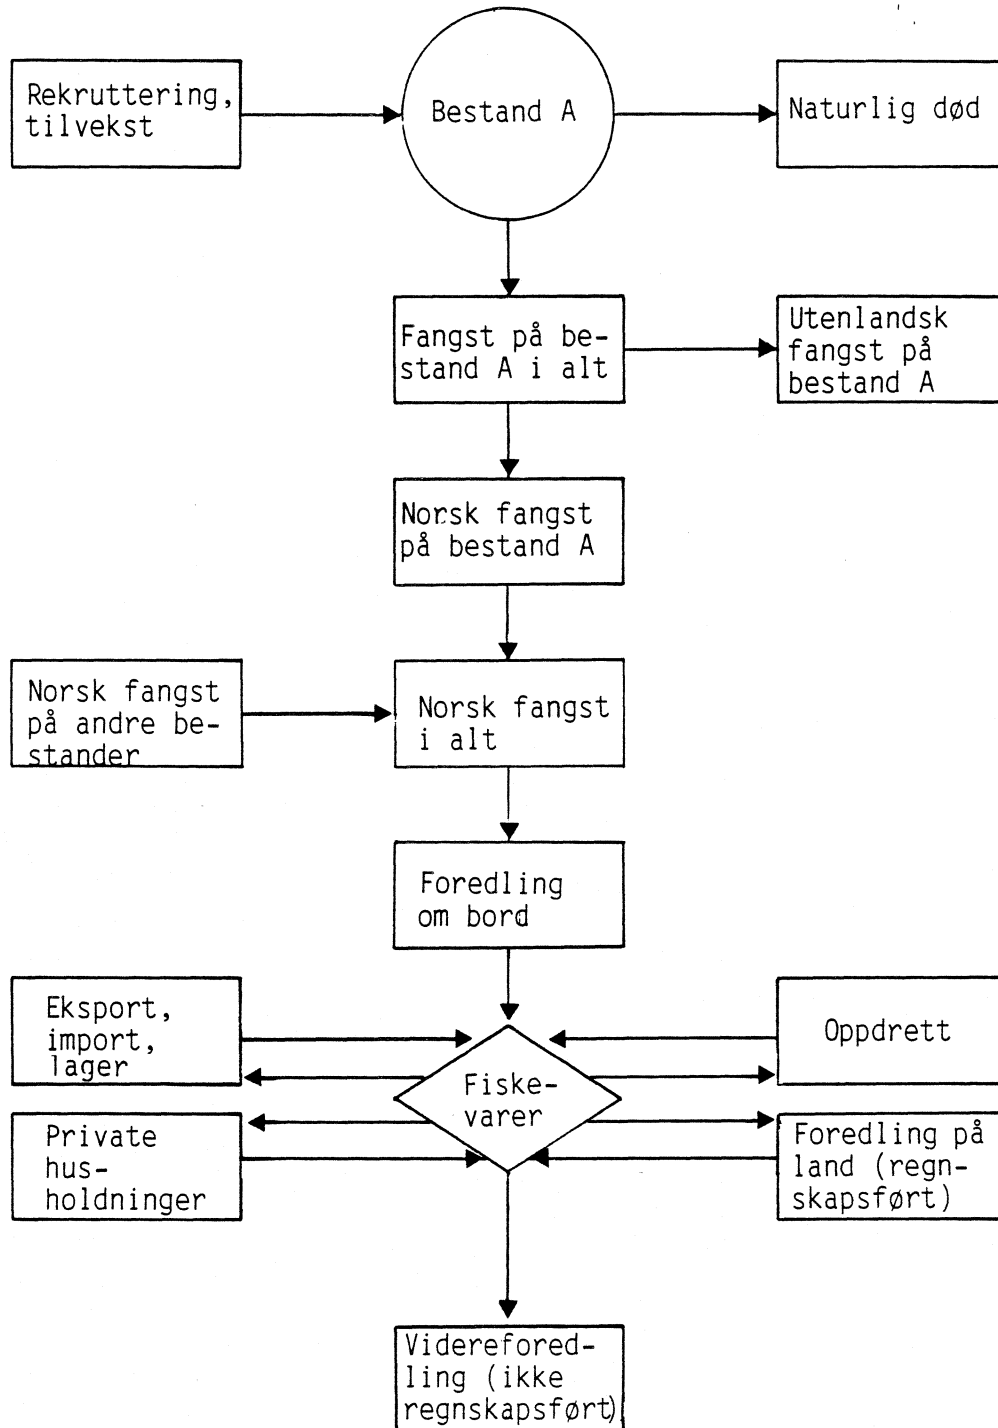 Rekruttering,
tilvekst
Bestand A
Naturlig død
Fangst på be-
stand A i alt
Utenlandsk
fangst på
bestand A
Norsk fangst
på bestand A
Norsk fangst
på andre be-
stander
Norsk fangst
i alt
Foredling
om bord
Eksport,
import,
lager
Oppdrett
Fiske-
varer
Private
hus-
holdninger
Foredling på
land (regn-
skapsført)
Videreford-
ling (ikke
regnskapsført)